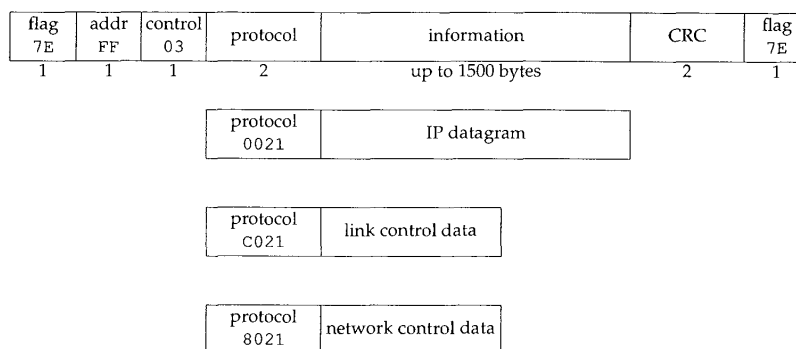 flag addr control protocol information CRC flag
7E FF 03 7E
1 1 1 2 up to 1500 bytes 2 1
protocol IP datagram
0021
protocol link control data
C021
protocol network control data
8021